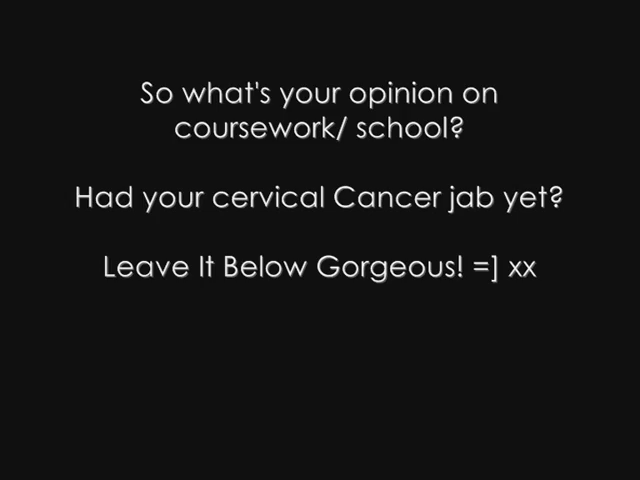 So what's your opinion on
coursework/ school?
Had your cervical Cancer jab yet?
Leave It Below Gorgeous! =] xx